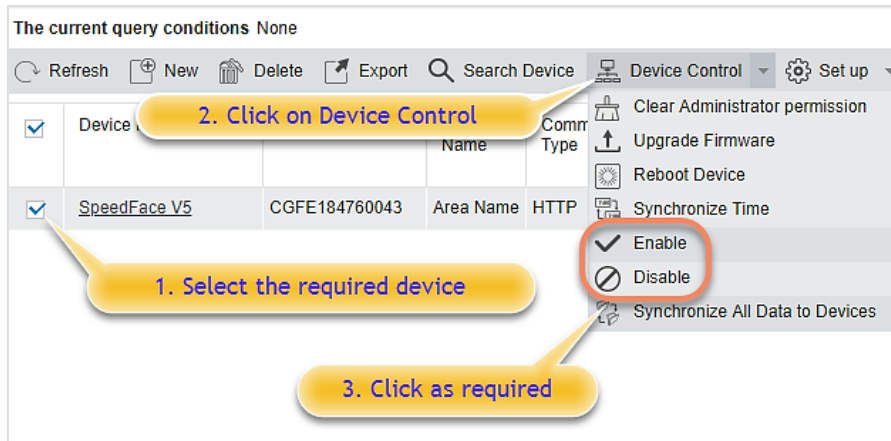 The current query conditions None
Refresh New Delete Export Search Device Device Control Set up
2. Click on Device Control
Clear Administrator permission
Device
Name
Comm
Type
Upgrade Firmware
Reboot Device
SpeedFace V5 CGFE184760043 Area Name HTTP
Synchronize Time
Enable
1. Select the required device
Disable
Synchronize All Data to Devices
3. Click as required